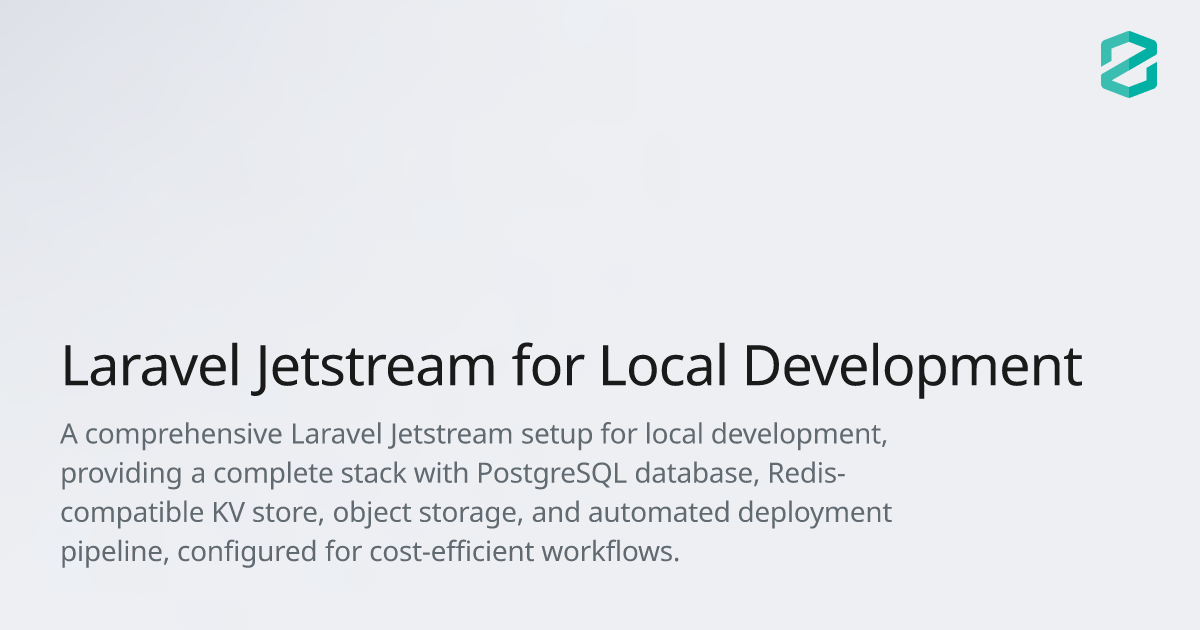 Laravel Jetstream for Local Development
A comprehensive Laravel Jetstream setup for local development,
providing a complete stack with PostgreSQL database, Redis-
compatible KV store, object storage, and automated deployment
pipeline, configured for cost-efficient workflows.